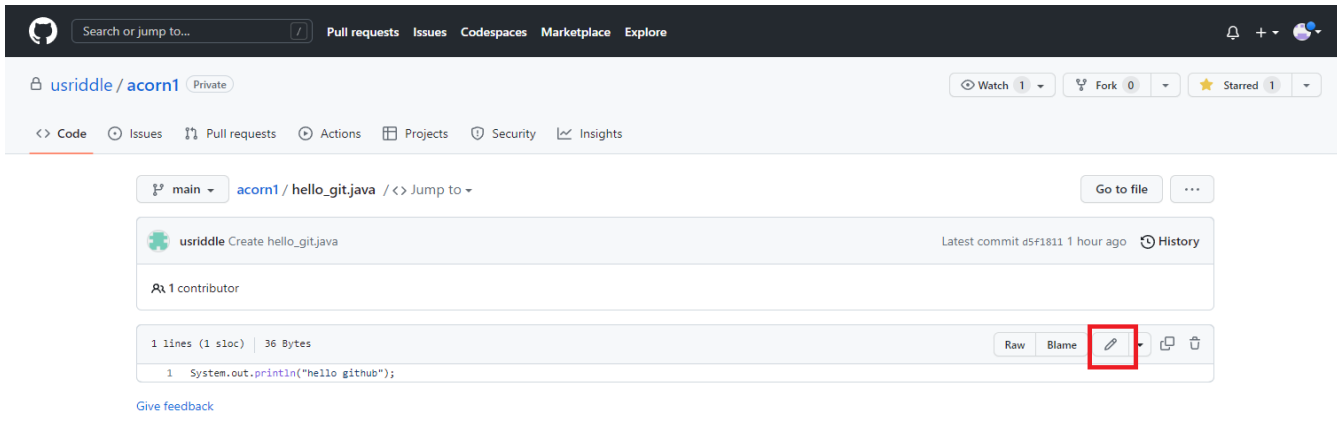 Search or jump to... / Pull requests Issues Codespaces Marketplace Explore
usriddle / acorn1 Private Watch 1 Fork 0 Starred 1
<> Code Issues Pull requests Actions Projects Security Insights
main acorn1 / hello_git.java / <> Jump to Go to file ...
usriddle Create hello_git.java Latest commit d5f1811 1 hour ago History
1 contributor
1 lines (1 sloc) 36 Bytes Raw Blame
1 System.out.println("hello github");
Give feedback